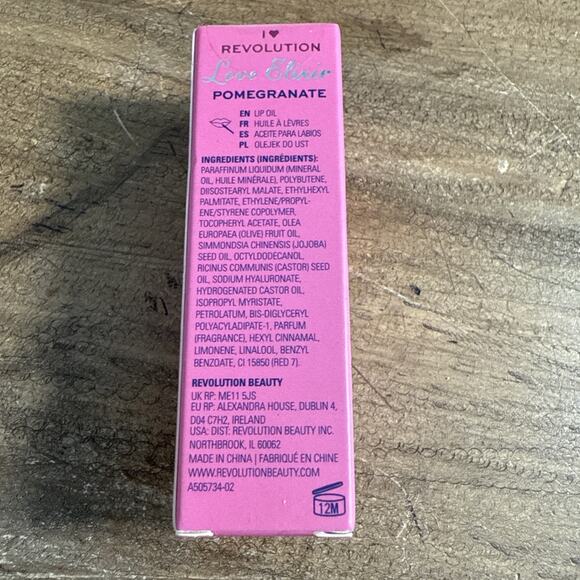 I ♥
REVOLUTION
Love Elixir
POMEGRANATE
EN LIP OIL
FR HUILE À LÈVRES
ES ACEITE PARA LABIOS
PL OLEJEK DO UST
INGREDIENTS (INGRÉDIENTS):
PARAFFINUM LIQUIDUM (MINERAL
OIL, HUILE MINÉRALE), POLYBUTENE,
DIISOSTEARYL MALATE, ETHYLHEXYL
PALMITATE, ETHYLENE/PROPYL-
ENE/STYRENE COPOLYMER,
TOCOPHERYL ACETATE, OLEA
EUROPAEA (OLIVE) FRUIT OIL,
SIMMONDSIA CHINENSIS (JOJOBA)
SEED OIL, OCTYLDODECANOL,
RICINUS COMMUNIS (CASTOR) SEED
OIL, SODIUM HYALURONATE,
HYDROGENATED CASTOR OIL,
ISOPROPYL MYRISTATE,
PETROLATUM, BIS-DIGLYCERYL
POLYACYLADIPATE-1, PARFUM
(FRAGRANCE), HEXYL CINNAMAL,
LIMONENE, LINALOOL, BENZYL
BENZOATE, CI 15850 (RED 7).
REVOLUTION BEAUTY
UK RP: ME11 5JS
EU RP: ALEXANDRA HOUSE, DUBLIN 4,
D04 C7H2, IRELAND
USA: DIST: REVOLUTION BEAUTY INC.
NORTHBROOK, IL 60062
MADE IN CHINA | FABRIQUÉ EN CHINE
WWW.REVOLUTIONBEAUTY.COM
A505734-02
12M